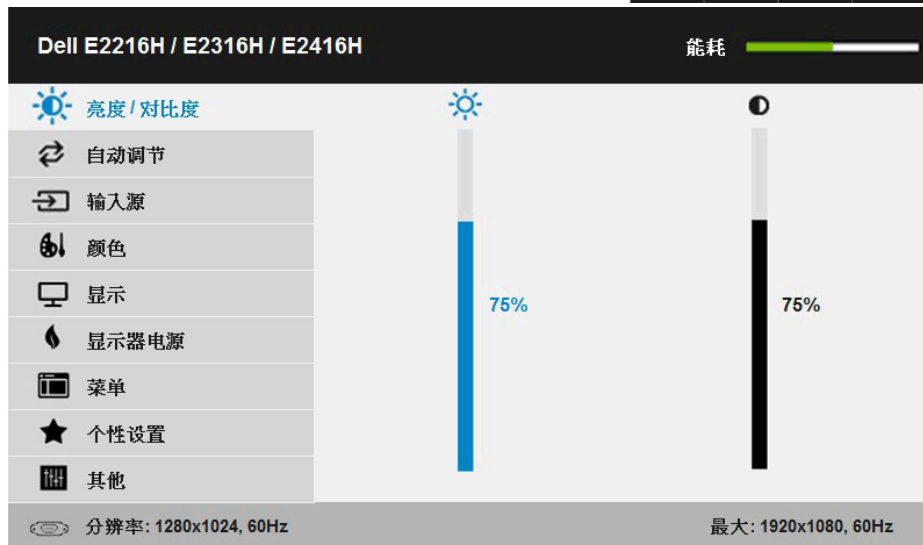 Dell E2216H / E2316H / E2416H
能耗
亮度 / 对比度
自动调节
输入源
颜色
显示
75%
75%
显示器电源
菜单
个性设置
其他
分辨率: 1280x1024, 60Hz
最大: 1920x1080, 60Hz